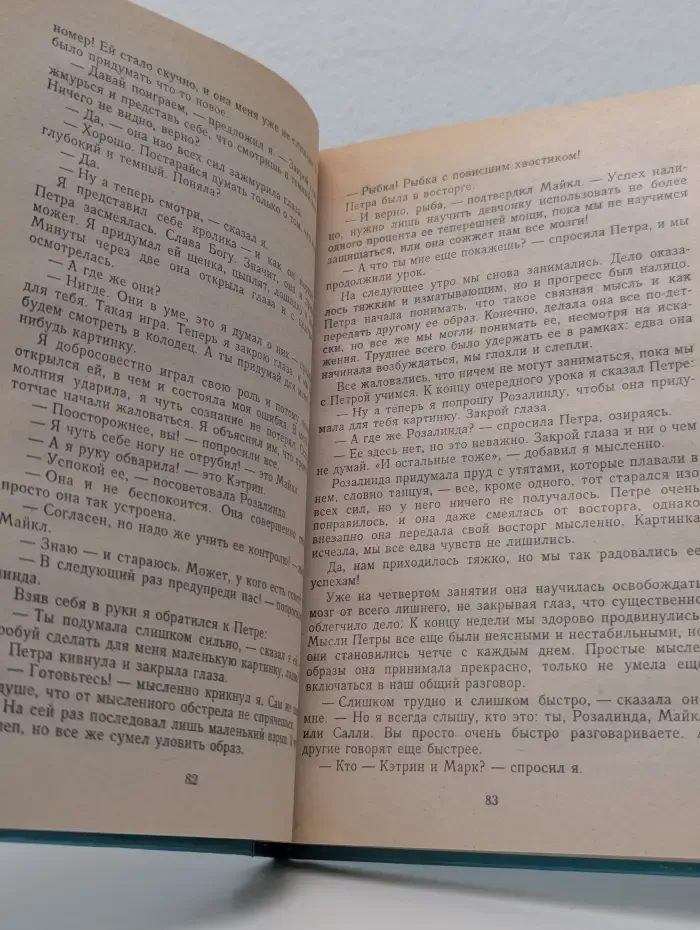 номер! Ей стало скучно, и она меня уже не
было придумать что-то новое.
— Давай поиграем, — предложил я. —
жмурься и представь себе, что смотришь в
Ничего не видно, верно?
— Да, — она изо всех сил зажмурила глаза.
— Хорошо. Постарайся думать только о том,
глубокий и темный. Поняла?
— Да.
— Ну а теперь смотри, — сказал я.
Я представил себе кролика — и как он
Петра засмеялась. Слава Богу. Значит, она и
может. Я придумал ей щенка, цыплят, лошадку
Минуты через две она открыла глаза и с
осмотрелась.
— А где же они?
— Нигде. Они в уме, это я думал о них, —
для тебя. Такая игра. Теперь я закрою глаза, и мы
будем смотреть в колодец. А ты придумай для
нибудь картинку.
Я добросовестно играл свою роль и потому
открылся ей, в чем и состояла моя ошибка.
молния ударила, я чуть сознание не потерял.
тотчас начали жаловаться. Я объяснил им, что
— Поосторожнее, вы! — попросили все.
— Я чуть себе ногу не отрубил! — это Майкл.
— А я руку обварила! — это Кэтрин.
— Успокой ее, — посоветовала Розалинда.
— Она и не беспокоится. Она совершенно
просто она так устроена.
— Согласен, но надо же учить ее контролю! —
Майкл.
— Знаю — и стараюсь. Может, у кого есть
— В следующий раз предупреди нас! —
линда.
Взяв себя в руки я обратился к Петре:
— Ты подумала слишком сильно, — сказал я ей.
робуй сделать для меня маленькую картинку,
Петра кивнула и закрыла глаза.
— Готовьтесь! — мысленно крикнул я. Сам же
душе, что от мысленного обстрела не спрячешься.
На сей раз последовал лишь маленький взрыв.
леп, но все же сумел уловить образ.
82
— Рыбка! Рыбка с повисшим хвостиком!
Петра была в восторге.
— И верно, рыба, — подтвердил Майкл. — Успех нали-
цо, нужно лишь научить девчонку использовать не более
одного процента ее теперешней мощи, пока мы не научимся
защищаться, или она сожжет нам все мозги!
— А что ты мне еще покажешь? — спросила Петра, и мы
продолжили урок.
На следующее утро мы снова занимались. Дело оказа-
лось тяжким и изматывающим, но и прогресс был налицо.
Петра начала понимать, что такое связная мысль и как
передать другому ее образ. Конечно, делала она все по-дет-
ски, но все же мы могли понимать ее, несмотря на иска-
жения. Труднее всего было удержать ее в рамках: едва она
начинала возбуждаться, мы глохли и слепли.
Все жаловались, что ничем не могут заниматься, пока мы
с Петрой учимся. К концу очередного урока я сказал Петре:
— Ну а теперь я попрошу Розалинду, чтобы она приду-
мала для тебя картинку. Закрой глаза.
— А где же Розалинда? — спросила Петра, озираясь.
— Ее здесь нет, но это неважно. Закрой глаза и ни о чем
не думай. «И остальные тоже», — добавил я мысленно.
Розалинда придумала пруд с утятами, которые плавали в
нем, словно танцуя, — все, кроме одного, тот старался изо
всех сил, но у него ничего не получалось. Петре очень
понравилось, и она даже смеялась от восторга, однако
внезапно она передала свой восторг мысленно. Картинка
исчезла, мы все едва чувств не лишились.
Да, нам приходилось тяжко, но мы так радовались ее
успехам!
Уже на четвертом занятии она научилась освобождать
мозг от всего лишнего, не закрывая глаз, что существенно
облегчило дело. К концу недели мы здорово продвинулись.
Мысли Петры все еще были неясными и нестабильными, но
они становились четче с каждым днем. Простые мысле-
образы она принимала прекрасно, только не умела еще
включаться в наш общий разговор.
— Слишком трудно и слишком быстро, — сказала он
мне. — Но я всегда слышу, кто это: ты, Розалинда, Майкл
или Салли. Вы просто очень быстро разговариваете. А
другие говорят еще быстрее.
— Кто — Кэтрин и Марк? — спросил я.
83